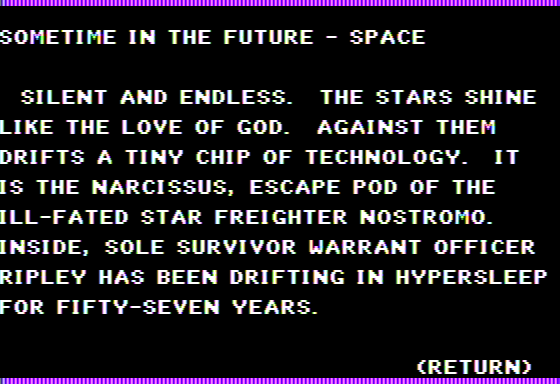 SOMETIME IN THE FUTURE - SPACE
SILENT AND ENDLESS. THE STARS SHINE
LIKE THE LOVE OF GOD. AGAINST THEM
DRIFTS A TINY CHIP OF TECHNOLOGY. IT
IS THE NARCISSUS, ESCAPE POD OF THE
ILL-FATED STAR FREIGHTER NOSTROMO.
INSIDE, SOLE SURVIVOR WARRANT OFFICER
RIPLEY HAS BEEN DRIFTING IN HYPERSLEEP
FOR FIFTY-SEVEN YEARS.
(RETURN)